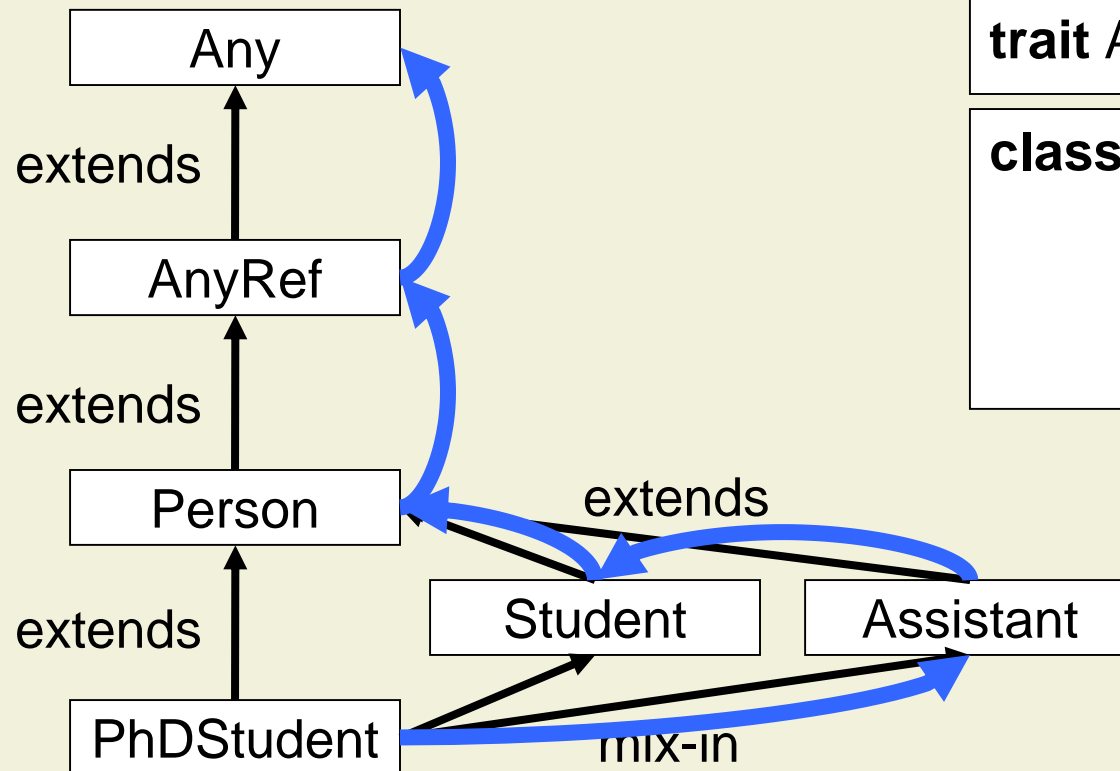 Any
trait A
class
extends
AnyRef
extends
Person
extends
extends
Student
Assistant
PhDStudent
mix-in